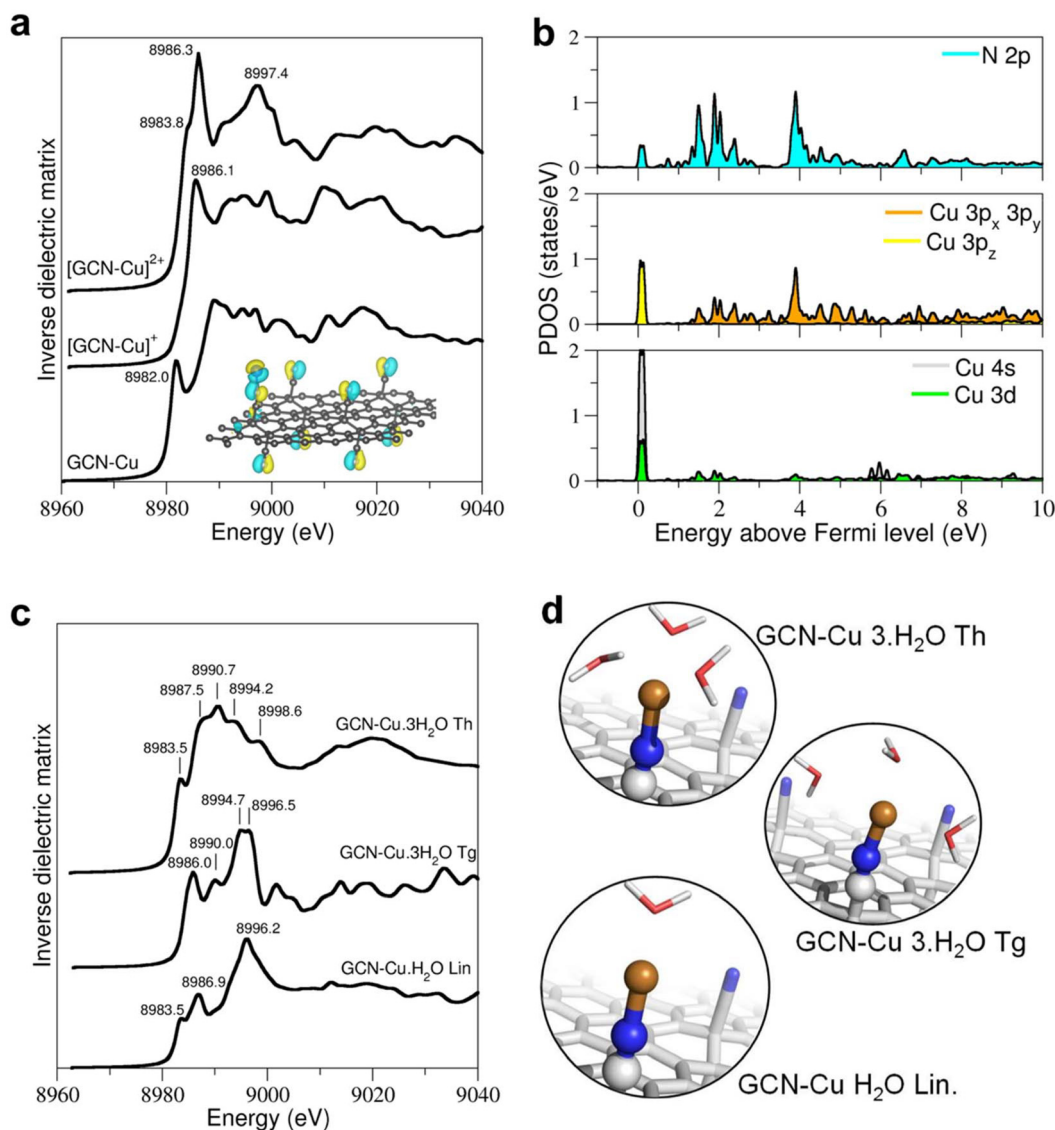 a
8986.3
8997.4
8983.8
8986.1
[GCN-Cu]2+
[GCN-Cu]+
8982.0
GCN-Cu
Inverse dielectric matrix
8960 8980 9000 9020 9040
Energy (eV)
b
2
N 2p
1
0
2
Cu 3px 3py
Cu 3pz
1
0
2
Cu 4s
Cu 3d
1
0
PDOS (states/eV)
0 2 4 6 8 10
Energy above Fermi level (eV)
c
8990.7
8987.5 8994.2
8998.6
8983.5
GCN-Cu.3H2O Th
8994.7 8996.5
8990.0
8986.0
GCN-Cu.3H2O Tg
8996.2
GCN-Cu.H2O Lin
8986.9
8983.5
Inverse dielectric matrix
8960 8980 9000 9020 9040
Energy (eV)
d
GCN-Cu 3.H2O Th
GCN-Cu 3.H2O Tg
GCN-Cu H2O Lin.